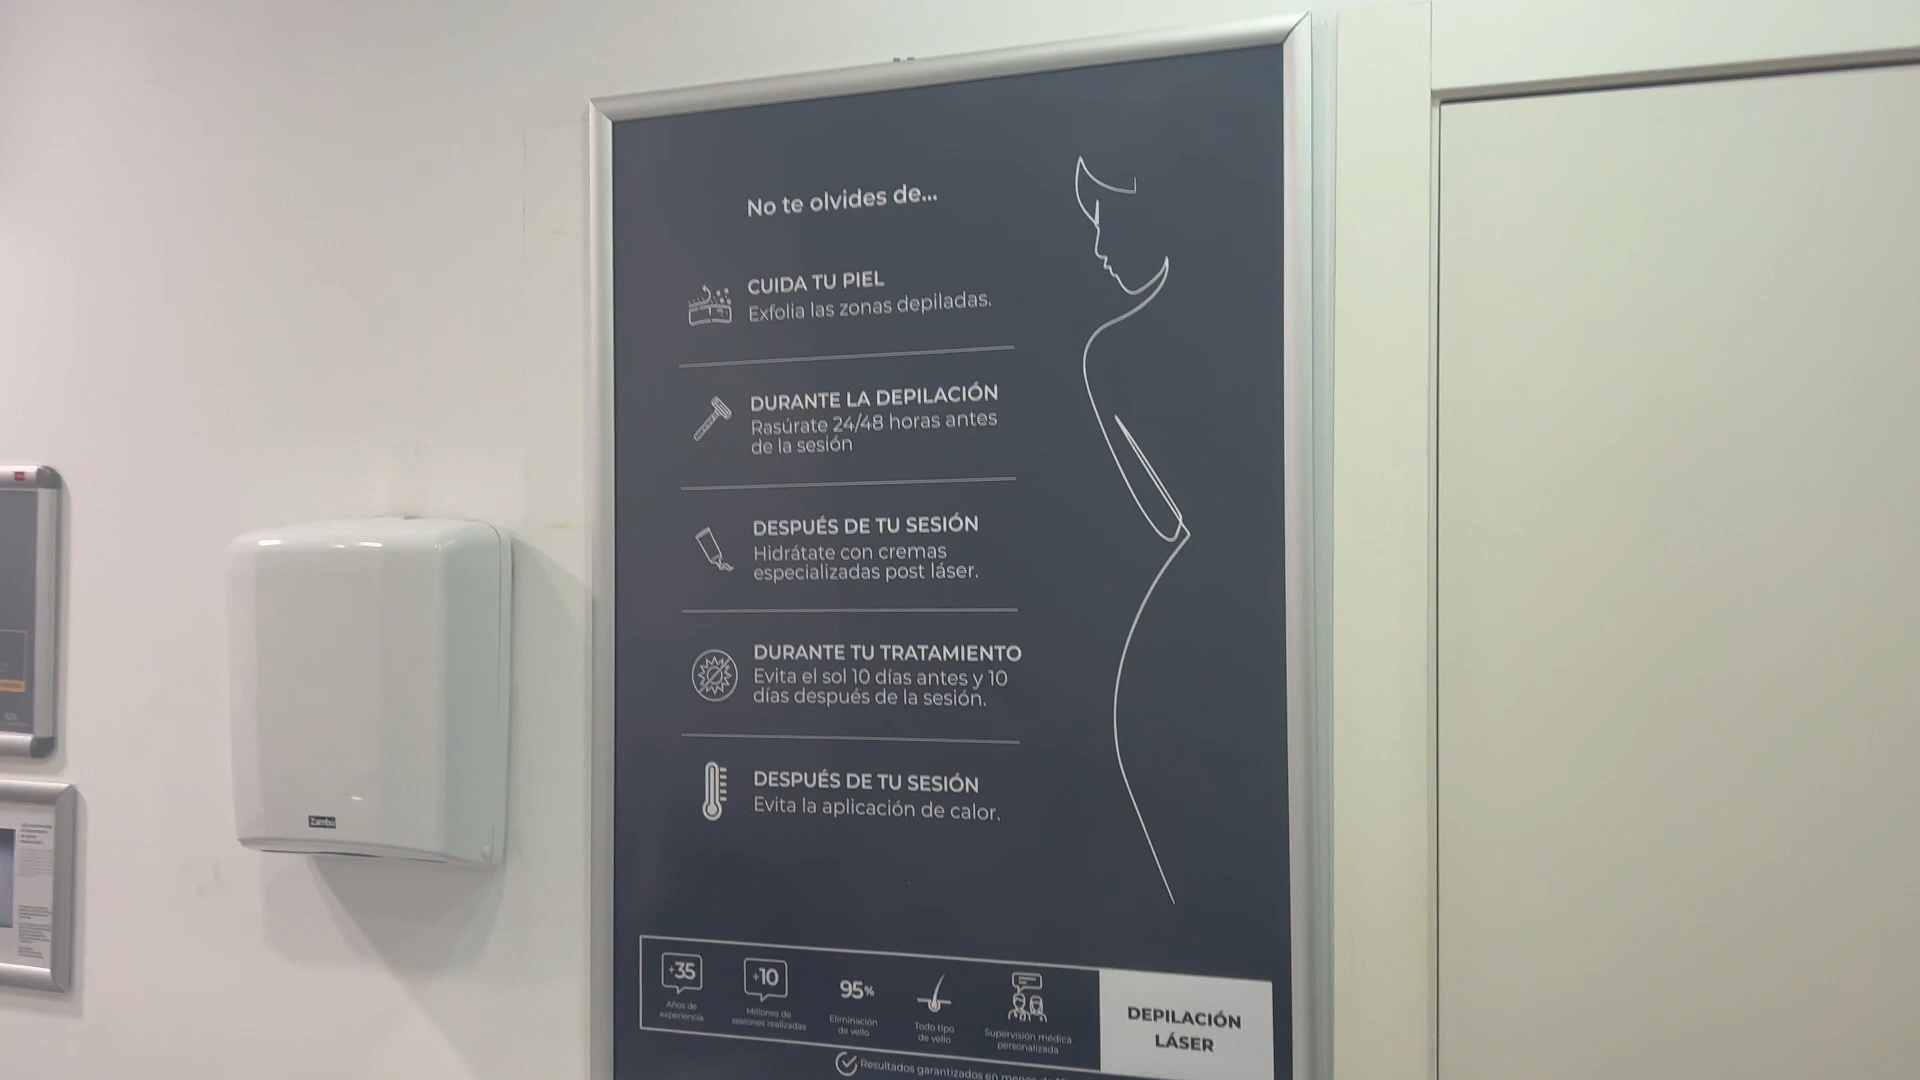 No te olvides de...
CUIDA TU PIEL
Exfolia las zonas depiladas.
DURANTE LA DEPILACIÓN
Rasúrate 24/48 horas antes
de la sesión
DESPUÉS DE TU SESIÓN
Hidrátate con cremas
especializadas post láser.
DURANTE TU TRATAMIENTO
Evita el sol 10 días antes y 10
días después de la sesión.
DESPUÉS DE TU SESIÓN
Evita la aplicación de calor.
+35
Años de
experiencia
+10
Millones de
sesiones realizadas
95%
Eliminación
de vello
Todo tipo
de vello
Supervisión médica
personalizada
DEPILACIÓN
LÁSER
Resultados garantizados en menos de
Zambu